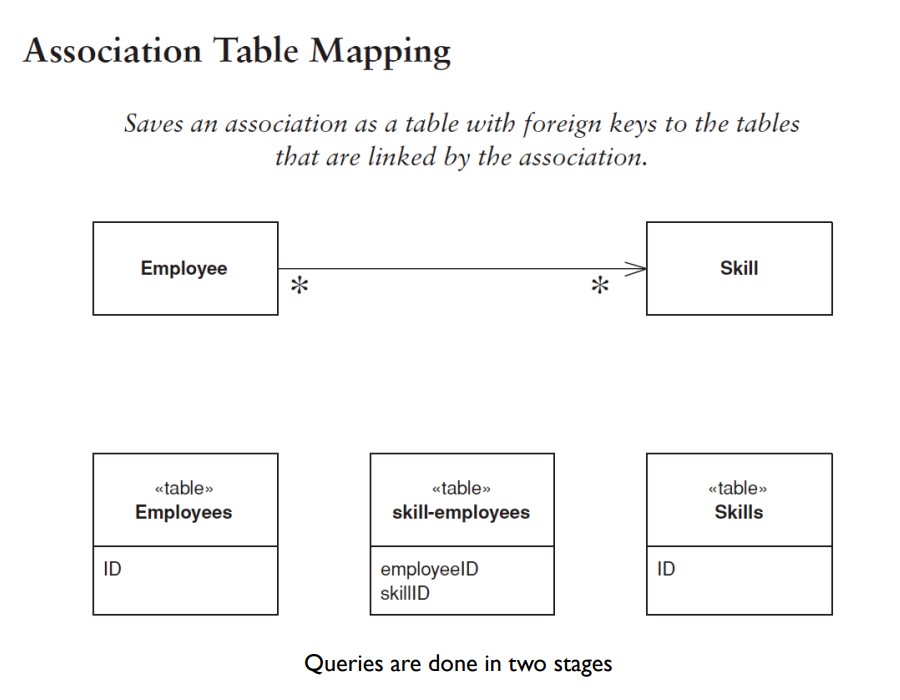 Association Table Mapping
Saves an association as a table with foreign keys to the tables
that are linked by the association.
Employee
Skill
*
*
«table»
Employees
ID
«table»
skill-employees
employeeID
skillID
«table»
Skills
ID
Queries are done in two stages